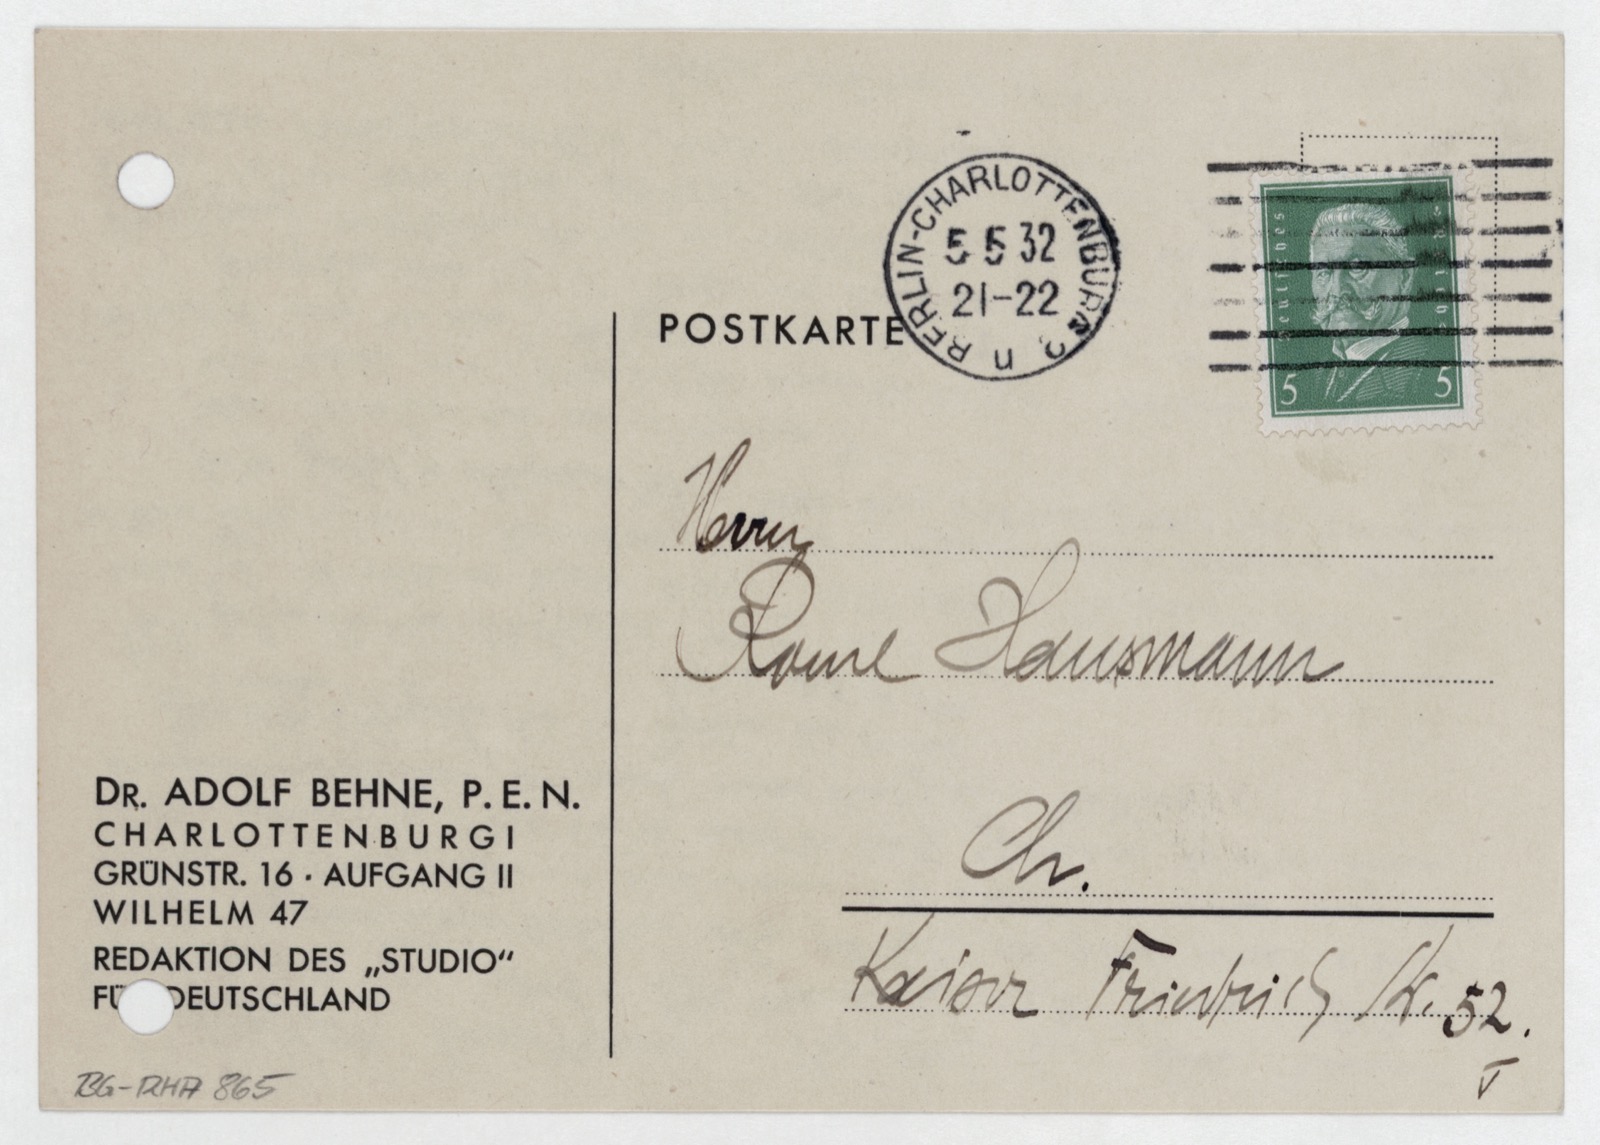 BERLIN-CHARLOTTENBURG 2 n
5 5 32
21-22
Deutsches Reich
5 5
POSTKARTE
Herrn
Raoul Hausmann
Ch.
Kaiser Friedrich Str. 52.
V
DR. ADOLF BEHNE, P. E. N.
CHARLOTTENBURG I
GRÜNSTR. 16 · AUFGANG II
WILHELM 47
REDAKTION DES „STUDIO“
FÜ DEUTSCHLAND
BG-RHA 865